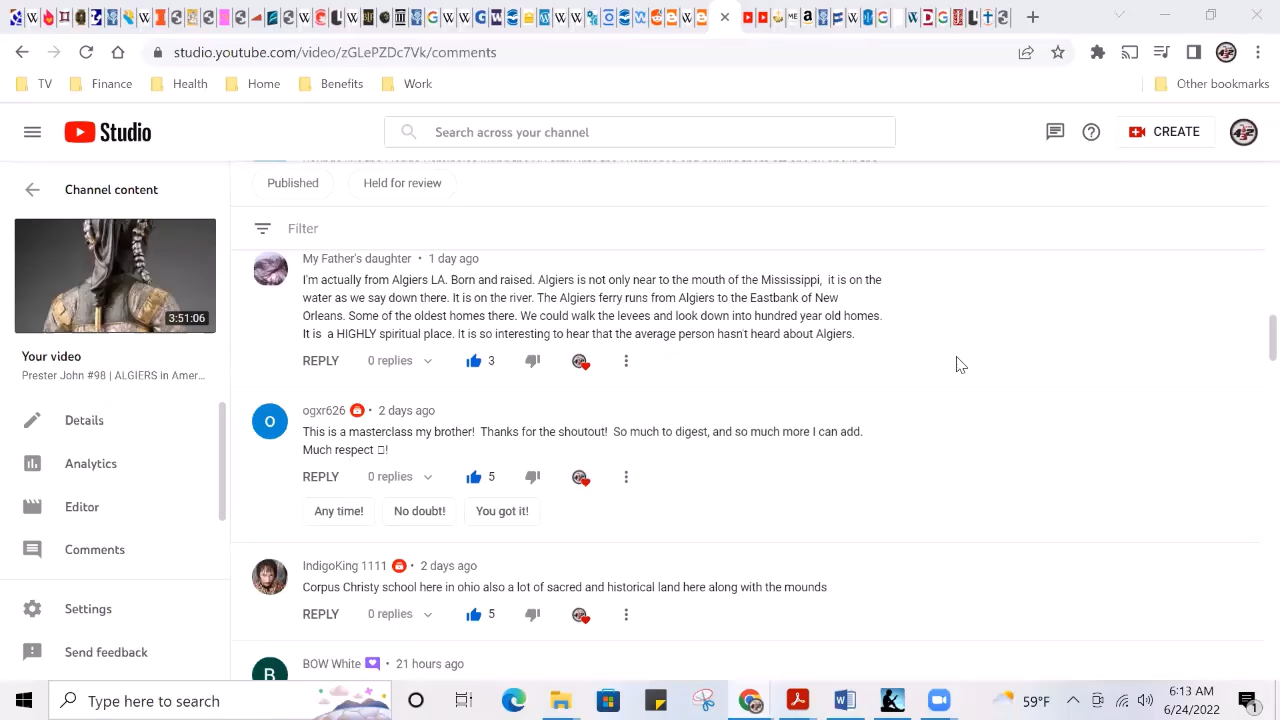 studio.youtube.com/video/zGLePZDc7Vk/comments
TV
Finance
Health
Home
Benefits
Work
Other bookmarks
Studio
Search across your channel
CREATE
Channel content
Published
Held for review
Filter
3:51:06
Your video
Prester John #98 | ALGIERS in Amer...
Details
Analytics
Editor
Comments
Settings
Send feedback
My Father's daughter • 1 day ago
I'm actually from Algiers LA. Born and raised. Algiers is not only near to the mouth of the Mississippi, it is on the
water as we say down there. It is on the river. The Algiers ferry runs from Algiers to the Eastbank of New
Orleans. Some of the oldest homes there. We could walk the levees and look down into hundred year old homes.
It is a HIGHLY spiritual place. It is so interesting to hear that the average person hasn't heard about Algiers.
REPLY 0 replies 3
ogxr626 • 2 days ago
This is a masterclass my brother! Thanks for the shoutout! So much to digest, and so much more I can add.
Much respect !
REPLY 0 replies 5
Any time! No doubt! You got it!
IndigoKing 1111 • 2 days ago
Corpus Christy school here in ohio also a lot of sacred and historical land here along with the mounds
REPLY 0 replies 5
B
BOW White • 21 hours ago
Type here to search
59°F
6:13 AM
6/24/2022
1